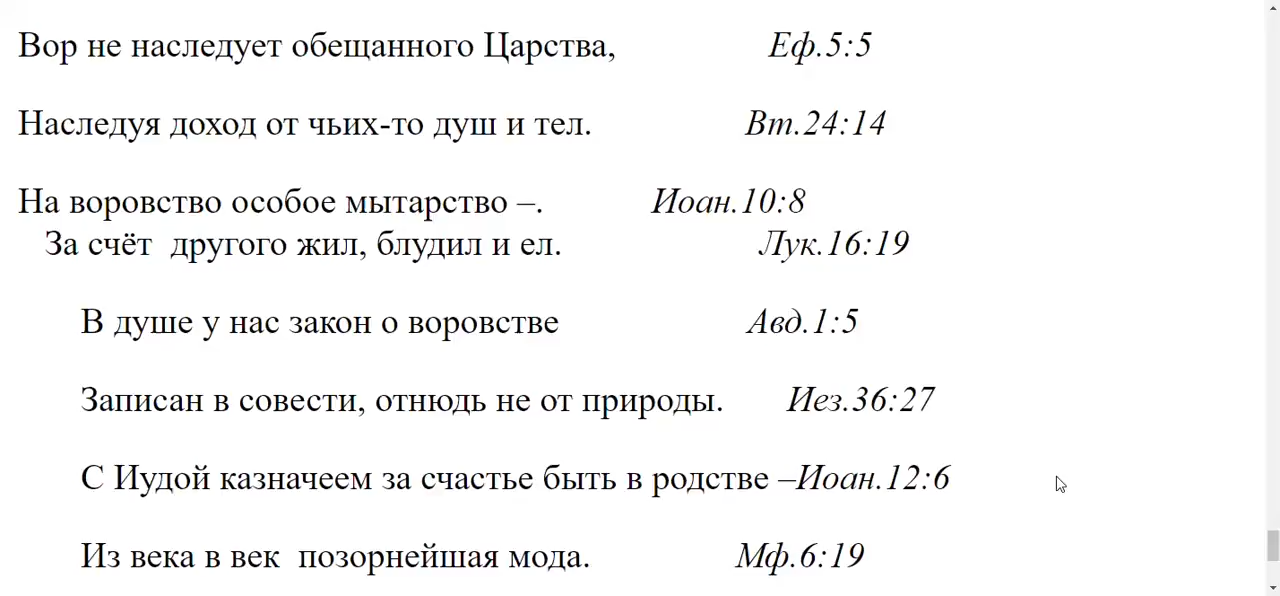 Вор не наследует обещанного Царства, Еф.5:5
Наследуя доход от чьих-то душ и тел. Вт.24:14
На воровство особое мытарство –. Иоан.10:8
За счёт другого жил, блудил и ел. Лук.16:19
В душе у нас закон о воровстве Авд.1:5
Записан в совести, отнюдь не от природы. Иез.36:27
С Иудой казначеем за счастье быть в родстве –Иоан.12:6
Из века в век позорнейшая мода. Мф.6:19